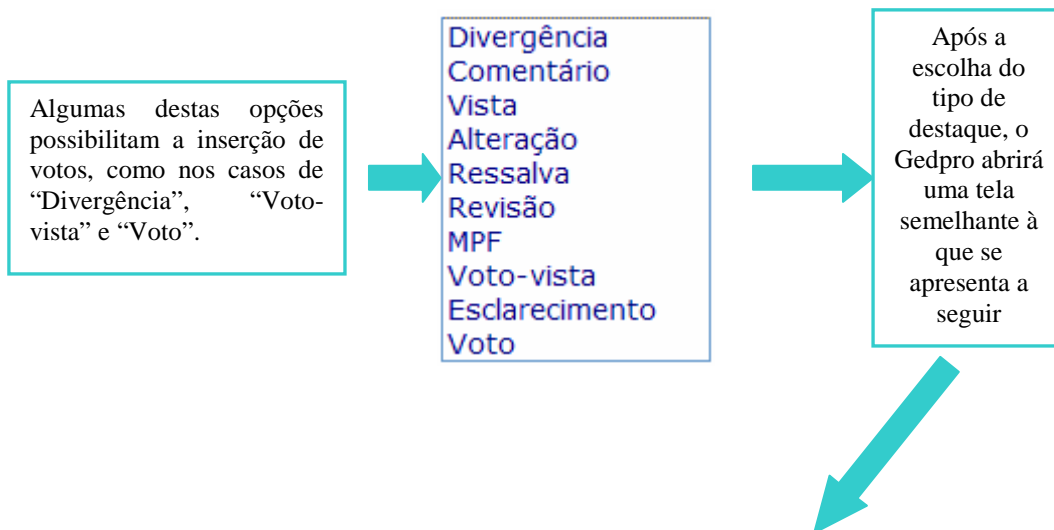 Algumas destas opções
possibilitam a inserção de
votos, como nos casos de
“Divergência”, “Voto-
vista” e “Voto”.
Divergência
Comentário
Vista
Alteração
Ressalva
Revisão
MPF
Voto-vista
Esclarecimento
Voto
Após a
escolha do
tipo de
destaque, o
Gedpro abrirá
uma tela
semelhante à
que se
apresenta a
seguir